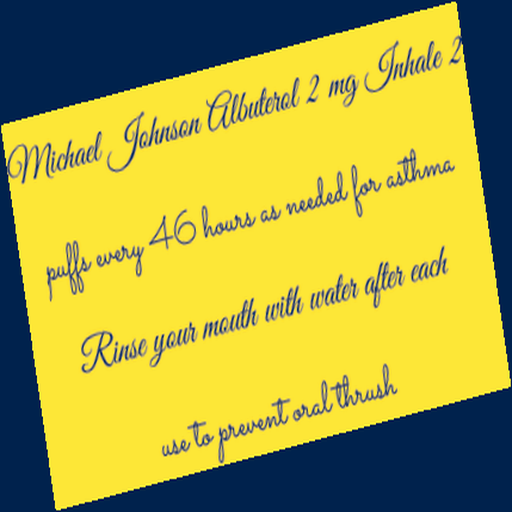 Michael Johnson Albuterol 2 mg Inhale 2
puffs every 46 hours as needed for asthma
Rinse your mouth with water after each
use to prevent oral thrush